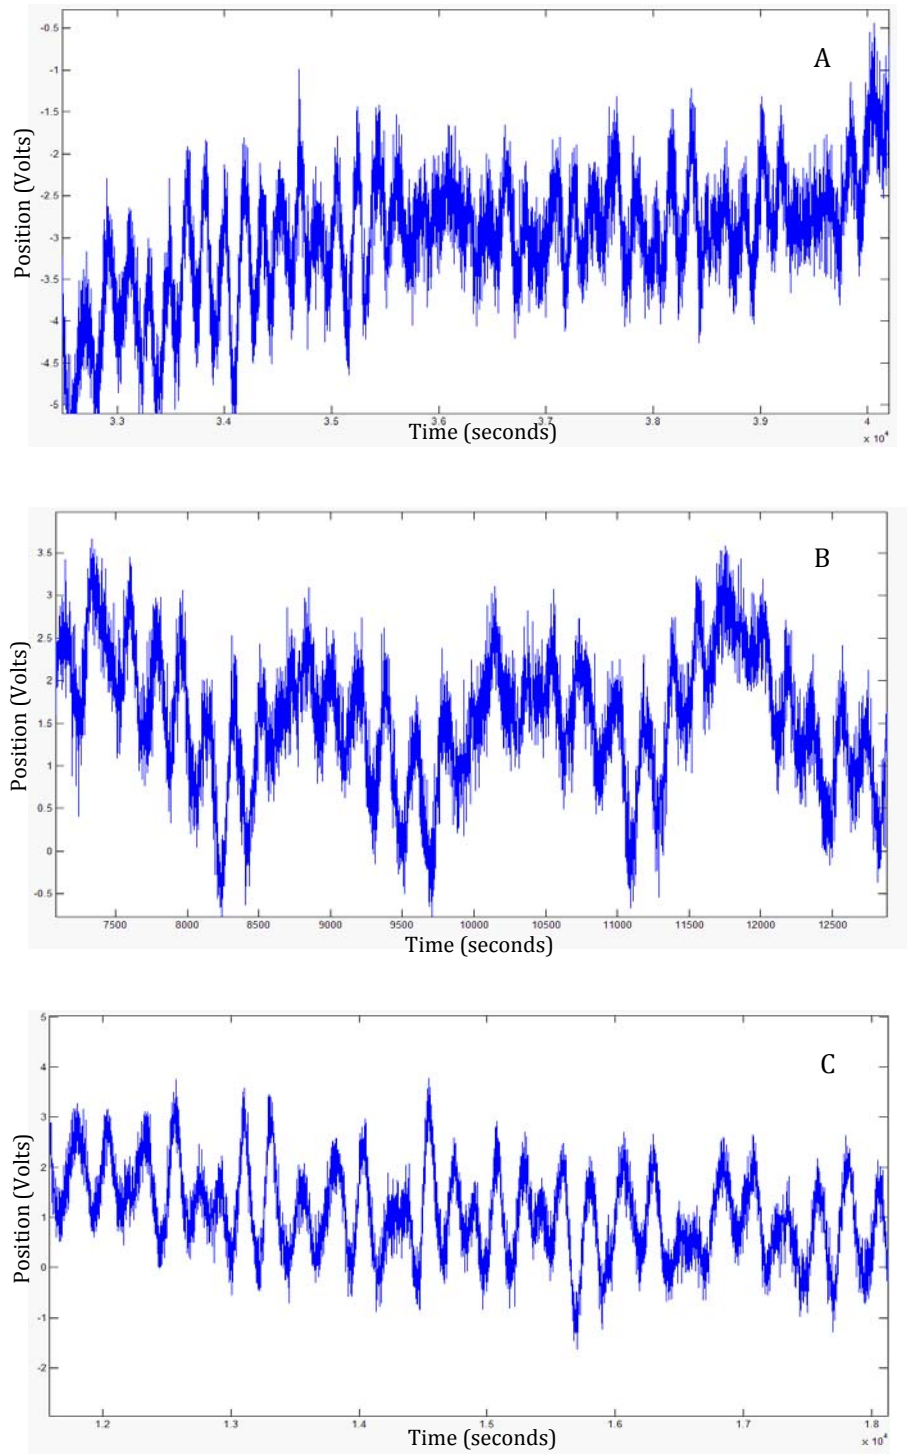 A
Position (Volts)
-0.5
-1
-1.5
-2
-2.5
-3
-3.5
-4
-4.5
-5
3.3 3.4 3.5 3.6 3.7 3.8 3.9 4
Time (seconds)
x 10⁴
B
Position (Volts)
3.5
3
2.5
2
1.5
1
0.5
0
-0.5
7500 8000 8500 9000 9500 10000 10500 11000 11500 12000 12500
Time (seconds)
C
Position (Volts)
5
4
3
2
1
0
-1
-2
1.2 1.3 1.4 1.5 1.6 1.7 1.8
Time (seconds)
x 10⁴